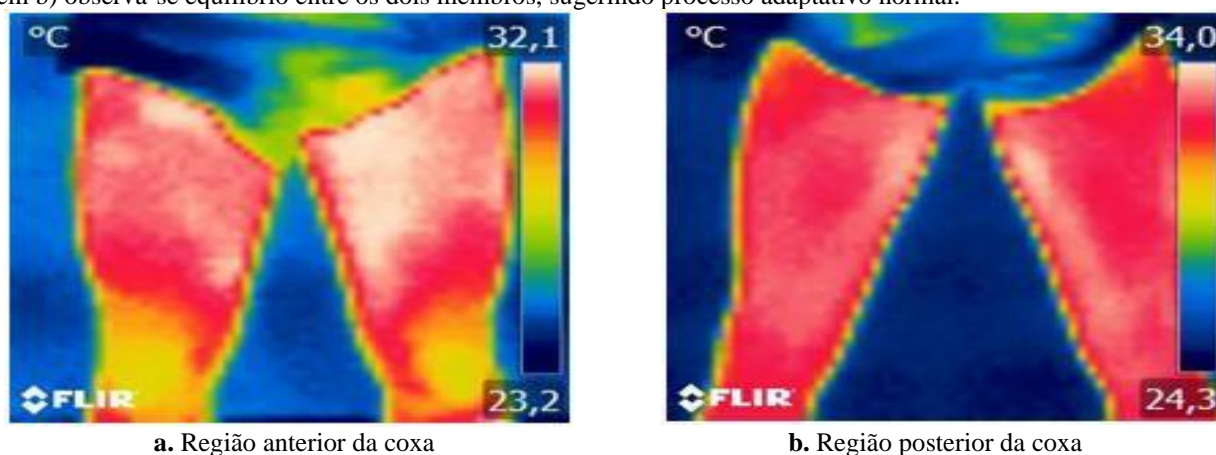 em b) observa-se equilíbrio entre os dois membros, sugerindo processo adaptativo normal.
°C 32,1
FLIR 23,2
°C 34,0
FLIR 24,3
a. Região anterior da coxa
b. Região posterior da coxa